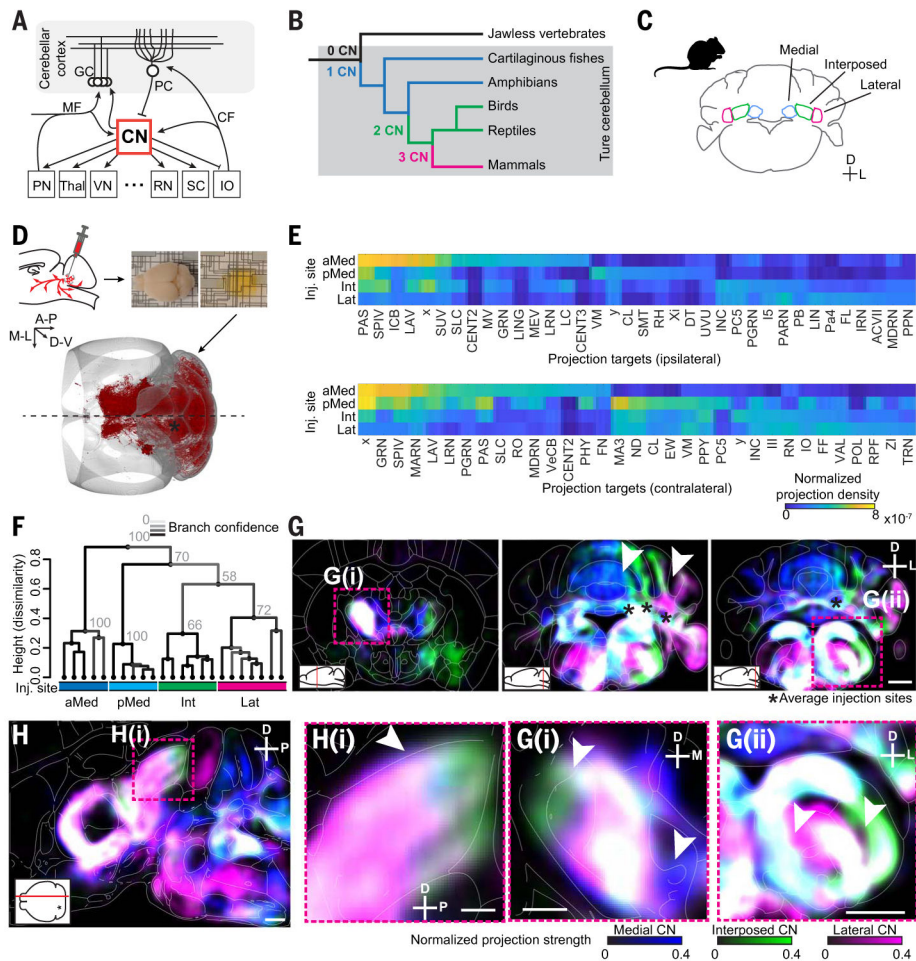 A
Cerebellar
cortex
GC
PC
MF
CF
CN
PN
Thal
VN
...
RN
SC
IO
B
0 CN
1 CN
2 CN
3 CN
Jawless vertebrates
Cartilaginous fishes
Amphibians
Birds
Reptiles
Mammals
Ture cerebellum
C
Medial
Interposed
Lateral
D
L
D
A-P
M-L
D-V
*
E
Inj. site
aMed
pMed
Int
Lat
PAS SPIV ICB LAV x SUV SLC CENT2 MV GRN LING MEV LRN LC CENT3 VM y CL SMT RH Xi DT UVU INC PC5 PGRN I5 PARN PB LIN Pa4 FL IRN ACVII MDRN PPN
Projection targets (ipsilateral)
Inj. site
aMed
pMed
Int
Lat
x GRN SPIV MARN LAV LRN PGRN PAS SLC RO MDRN VeCB CENT2 PHY FN MA3 ND CL EW VM PPY PC5 y INC III RN IO FF VAL POL RPF ZI TRN
Projection targets (contralateral)
Normalized
projection density
0 8 x10-7
F
0
100
Branch confidence
70
58
72
100
100
66
Height (dissimilarity)
0.8
0.6
0.4
0.2
0.0
Inj. site
aMed
pMed
Int
Lat
G
G(i)
* *
*
*
D
L
G(ii)
*Average injection sites
H
H(i)
D
P
H(i)
D
P
G(i)
D
M
G(ii)
D
L
Normalized projection strength
Medial CN
0 0.4
Interposed CN
0 0.4
Lateral CN
0 0.4